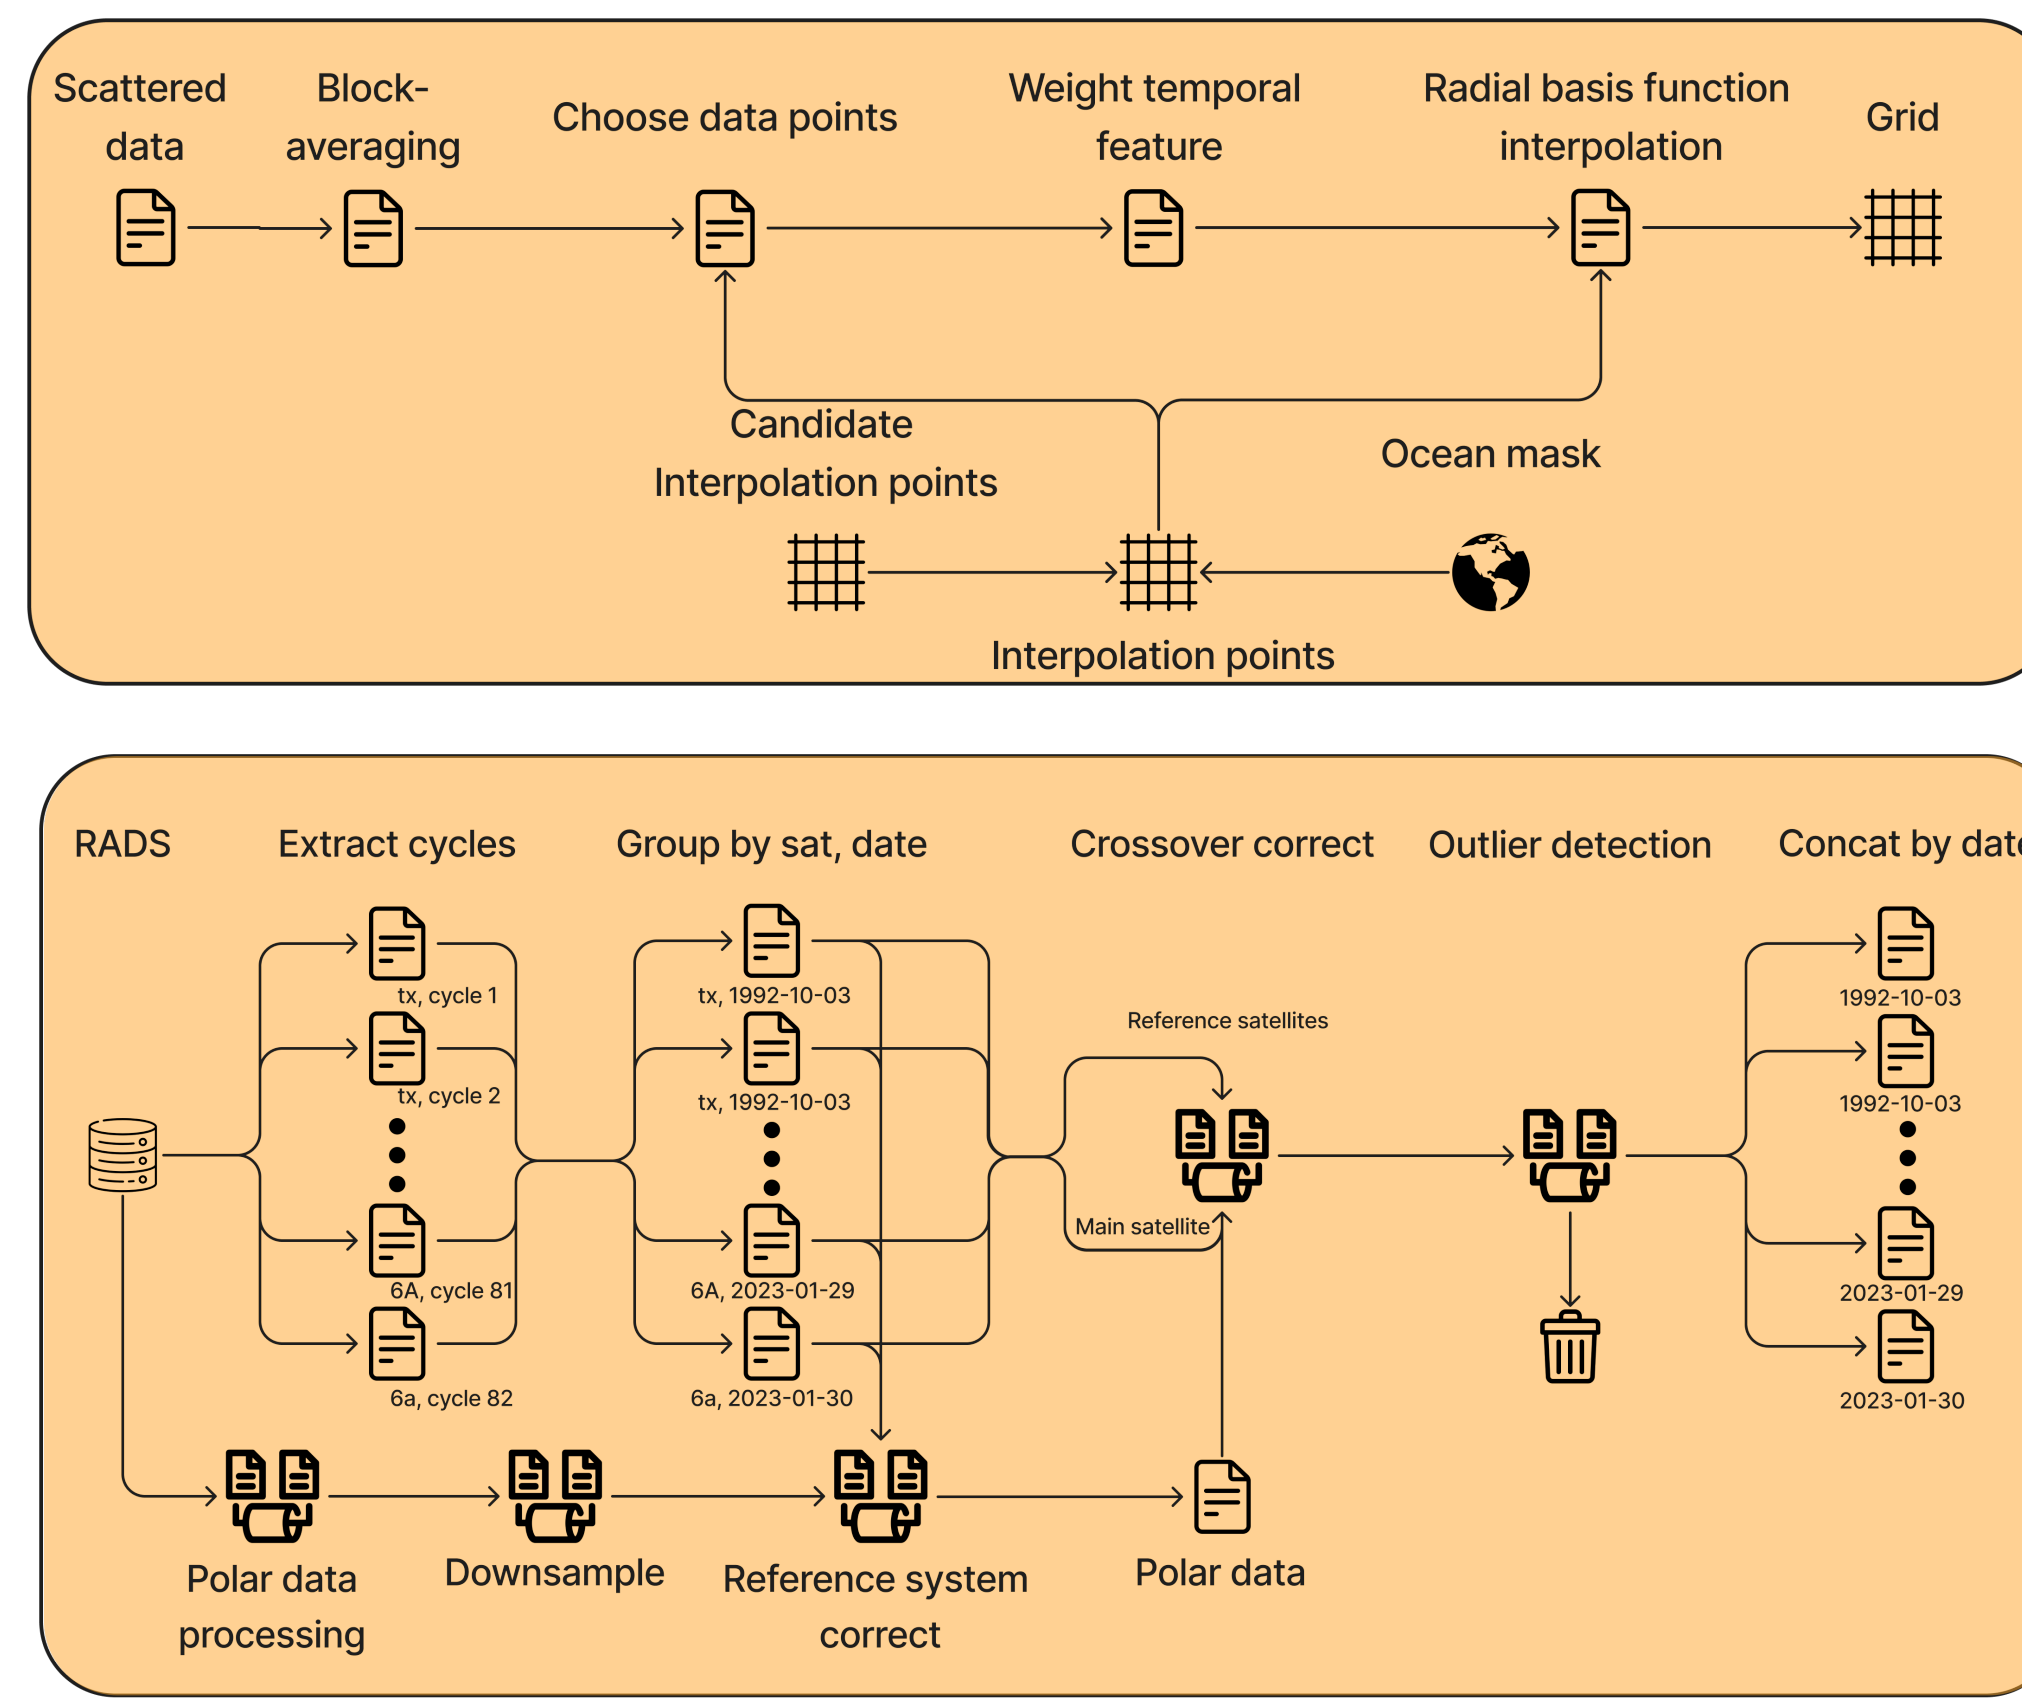 Scattered
data
Block-
averaging
Choose data points
Weight temporal
feature
Radial basis function
interpolation
Grid
Candidate
Interpolation points
Ocean mask
Interpolation points
RADS
Extract cycles
Group by sat, date
Crossover correct
Outlier detection
Concat by date
tx, cycle 1
tx, cycle 2
6A, cycle 81
6a, cycle 82
tx, 1992-10-03
tx, 1992-10-03
6A, 2023-01-29
6a, 2023-01-30
Reference satellites
Main satellite
1992-10-03
1992-10-03
2023-01-29
2023-01-30
Polar data
processing
Downsample
Reference system
correct
Polar data